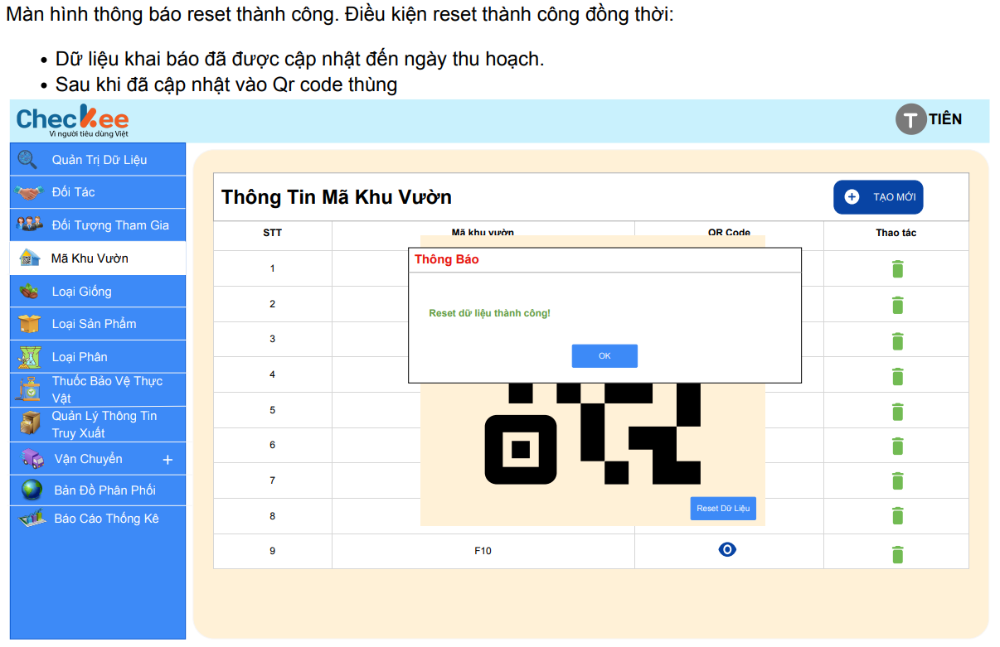 Màn hình thông báo reset thành công. Điều kiện reset thành công đồng thời:
• Dữ liệu khai báo đã được cập nhật đến ngày thu hoạch.
• Sau khi đã cập nhật vào Qr code thùng
Checkee
Vì người tiêu dùng Việt
T TIÊN
Quản Trị Dữ Liệu
Đối Tác
Đối Tượng Tham Gia
Mã Khu Vườn
Loại Giống
Loại Sản Phẩm
Loại Phân
Thuốc Bảo Vệ Thực
Vật
Quản Lý Thông Tin
Truy Xuất
Vận Chuyển +
Bản Đồ Phân Phối
Báo Cáo Thống Kê
Thông Tin Mã Khu Vườn
TẠO MỚI
STT Mã khu vườn QR Code Thao tác
1
2
3
4
5
6
7
8
9 F10
Thông Báo
Reset dữ liệu thành công!
OK
Reset Dữ Liệu